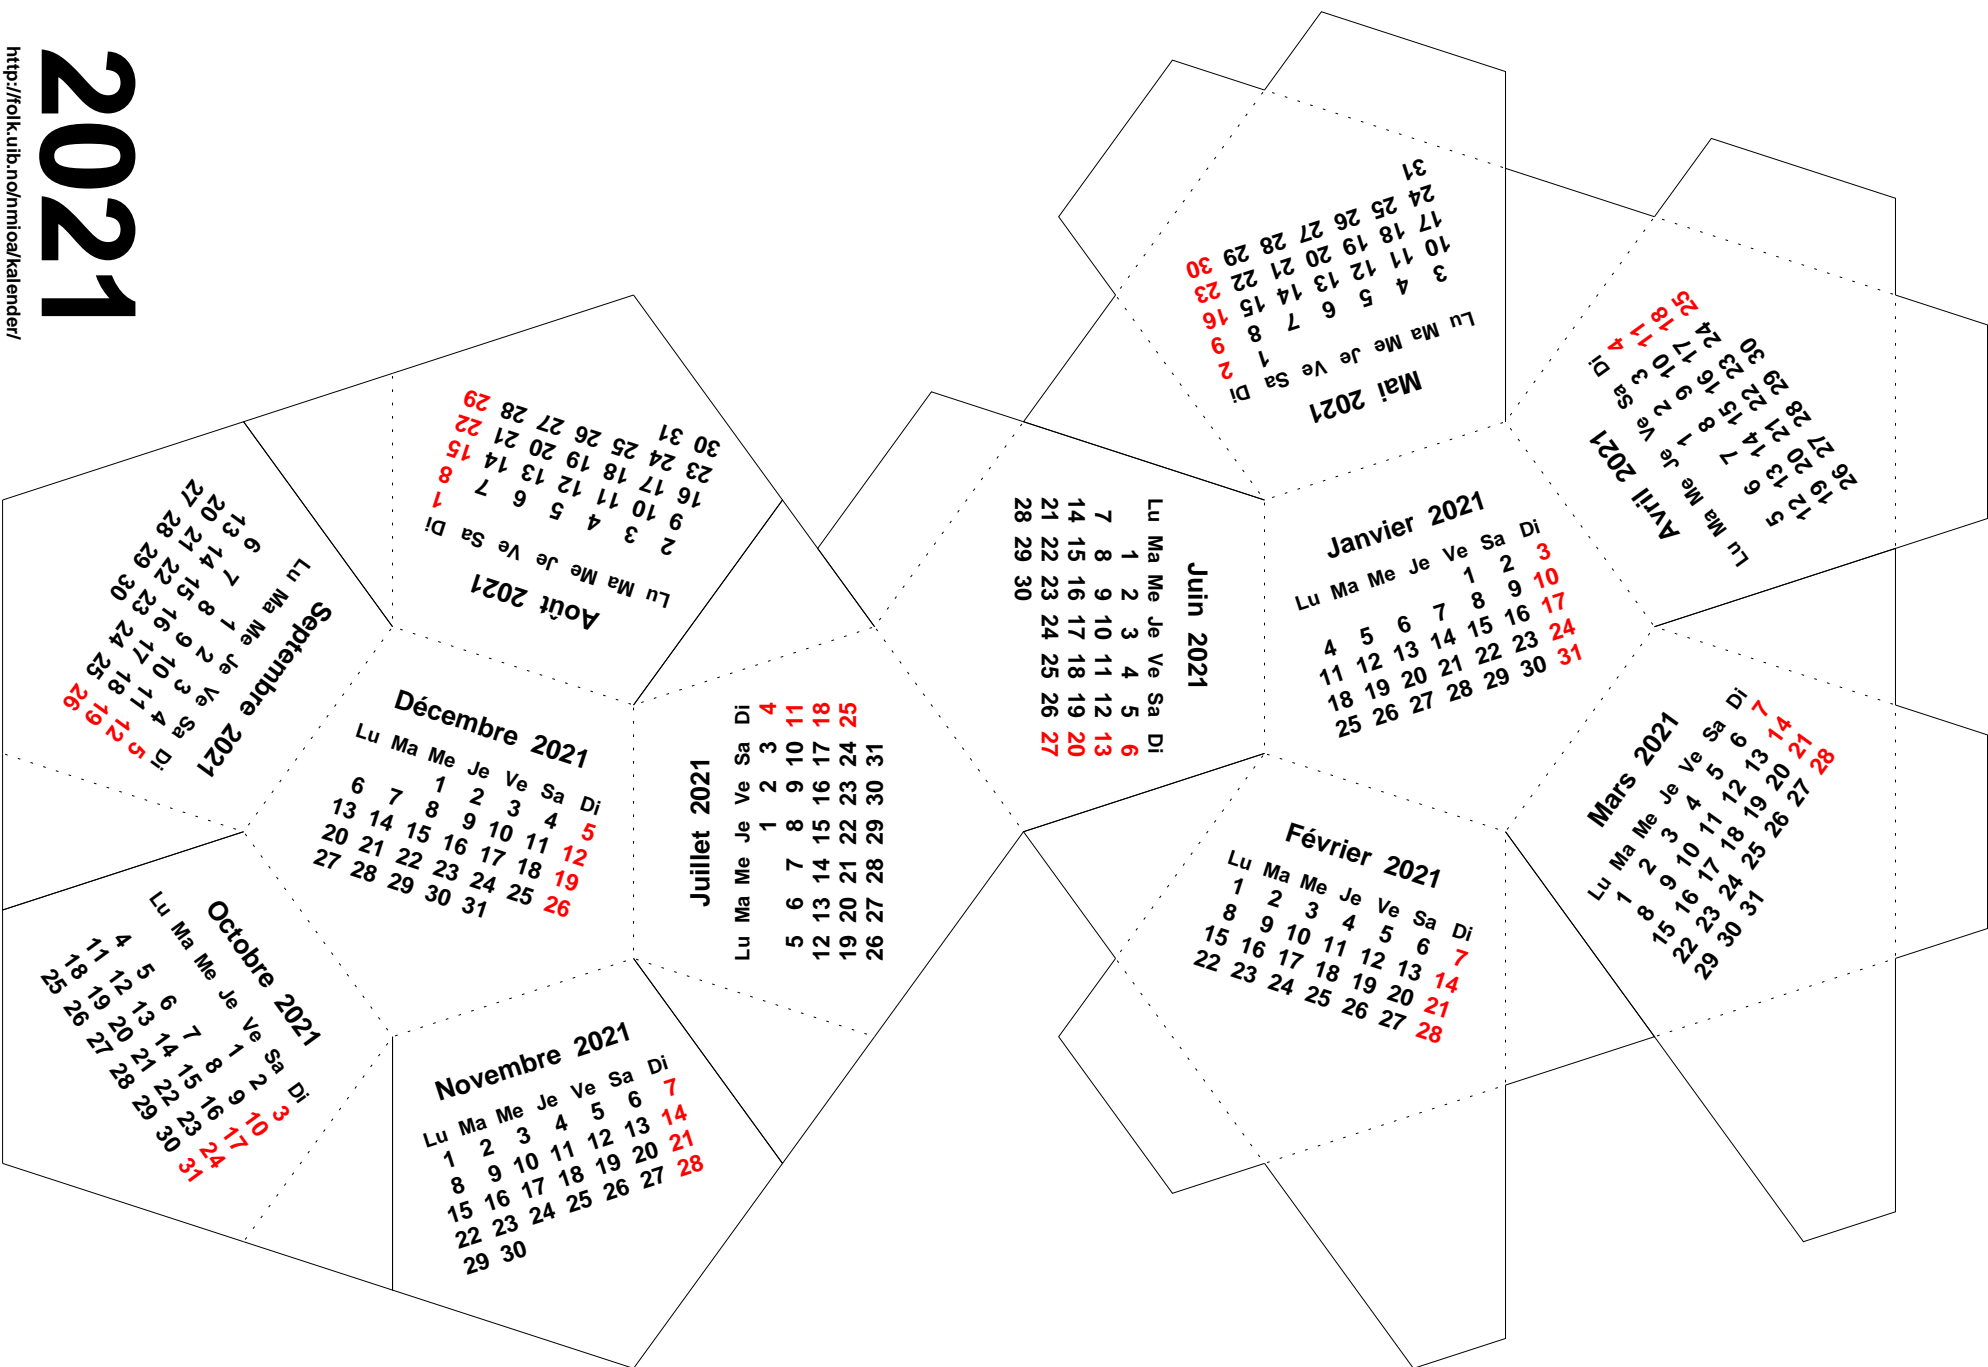 2021
http://folk.uib.no/nmioa/kalender/
Janvier 2021
Lu Ma Me Je Ve Sa Di
1 2 3
4 5 6 7 8 9 10
11 12 13 14 15 16 17
18 19 20 21 22 23 24
25 26 27 28 29 30 31
Février 2021
Lu Ma Me Je Ve Sa Di
1 2 3 4 5 6 7
8 9 10 11 12 13 14
15 16 17 18 19 20 21
22 23 24 25 26 27 28
Mars 2021
Lu Ma Me Je Ve Sa Di
1 2 3 4 5 6 7
8 9 10 11 12 13 14
15 16 17 18 19 20 21
22 23 24 25 26 27 28
29 30 31
Avril 2021
Lu Ma Me Je Ve Sa Di
1 2 3 4
5 6 7 8 9 10 11
12 13 14 15 16 17 18
19 20 21 22 23 24 25
26 27 28 29 30
Mai 2021
Lu Ma Me Je Ve Sa Di
1 2
3 4 5 6 7 8 9
10 11 12 13 14 15 16
17 18 19 20 21 22 23
24 25 26 27 28 29 30
31
Juin 2021
Lu Ma Me Je Ve Sa Di
1 2 3 4 5 6
7 8 9 10 11 12 13
14 15 16 17 18 19 20
21 22 23 24 25 26 27
28 29 30
Juillet 2021
Lu Ma Me Je Ve Sa Di
1 2 3 4
5 6 7 8 9 10 11
12 13 14 15 16 17 18
19 20 21 22 23 24 25
26 27 28 29 30 31
Août 2021
Lu Ma Me Je Ve Sa Di
1
2 3 4 5 6 7 8
9 10 11 12 13 14 15
16 17 18 19 20 21 22
23 24 25 26 27 28 29
30 31
Septembre 2021
Lu Ma Me Je Ve Sa Di
1 2 3 4 5
6 7 8 9 10 11 12
13 14 15 16 17 18 19
20 21 22 23 24 25 26
27 28 29 30
Octobre 2021
Lu Ma Me Je Ve Sa Di
1 2 3
4 5 6 7 8 9 10
11 12 13 14 15 16 17
18 19 20 21 22 23 24
25 26 27 28 29 30 31
Novembre 2021
Lu Ma Me Je Ve Sa Di
1 2 3 4 5 6 7
8 9 10 11 12 13 14
15 16 17 18 19 20 21
22 23 24 25 26 27 28
29 30
Décembre 2021
Lu Ma Me Je Ve Sa Di
1 2 3 4 5
6 7 8 9 10 11 12
13 14 15 16 17 18 19
20 21 22 23 24 25 26
27 28 29 30 31